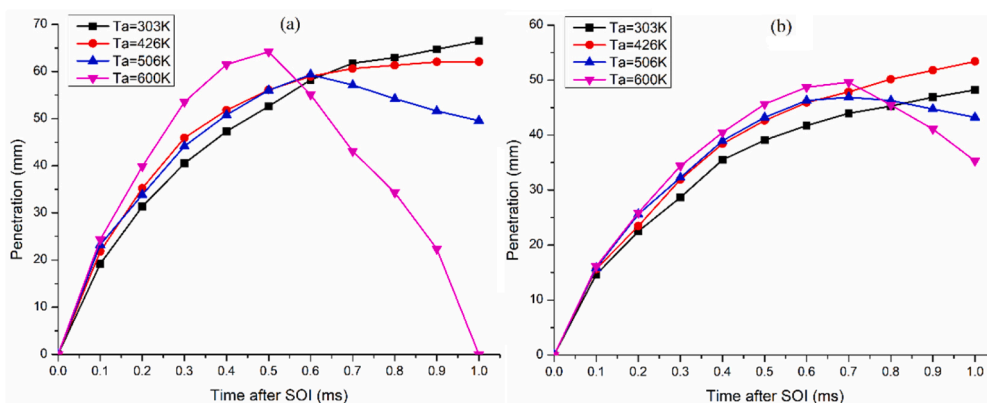 (a)
Ta=303K
Ta=426K
Ta=506K
Ta=600K
Penetration (mm)
70
60
50
40
30
20
10
0
0.0 0.1 0.2 0.3 0.4 0.5 0.6 0.7 0.8 0.9 1.0
Time after SOI (ms)
(b)
Ta=303K
Ta=426K
Ta=506K
Ta=600K
Penetration (mm)
60
50
40
30
20
10
0
0.0 0.1 0.2 0.3 0.4 0.5 0.6 0.7 0.8 0.9 1.0
Time after SOI (ms)